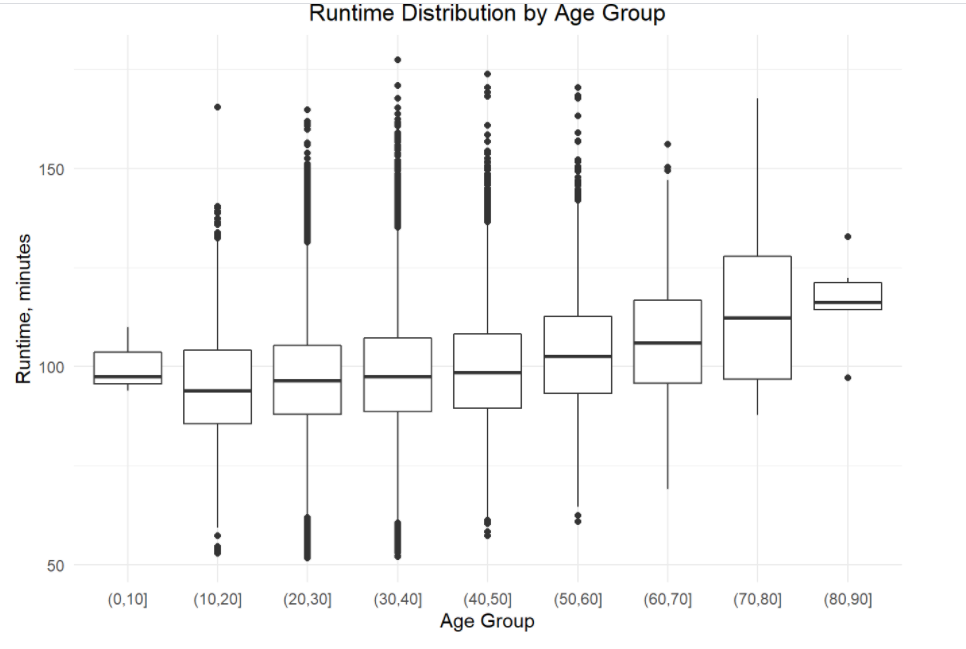 Runtime Distribution by Age Group
Runtime, minutes
150
100
50
(0,10] (10,20] (20,30] (30,40] (40,50] (50,60] (60,70] (70,80] (80,90]
Age Group